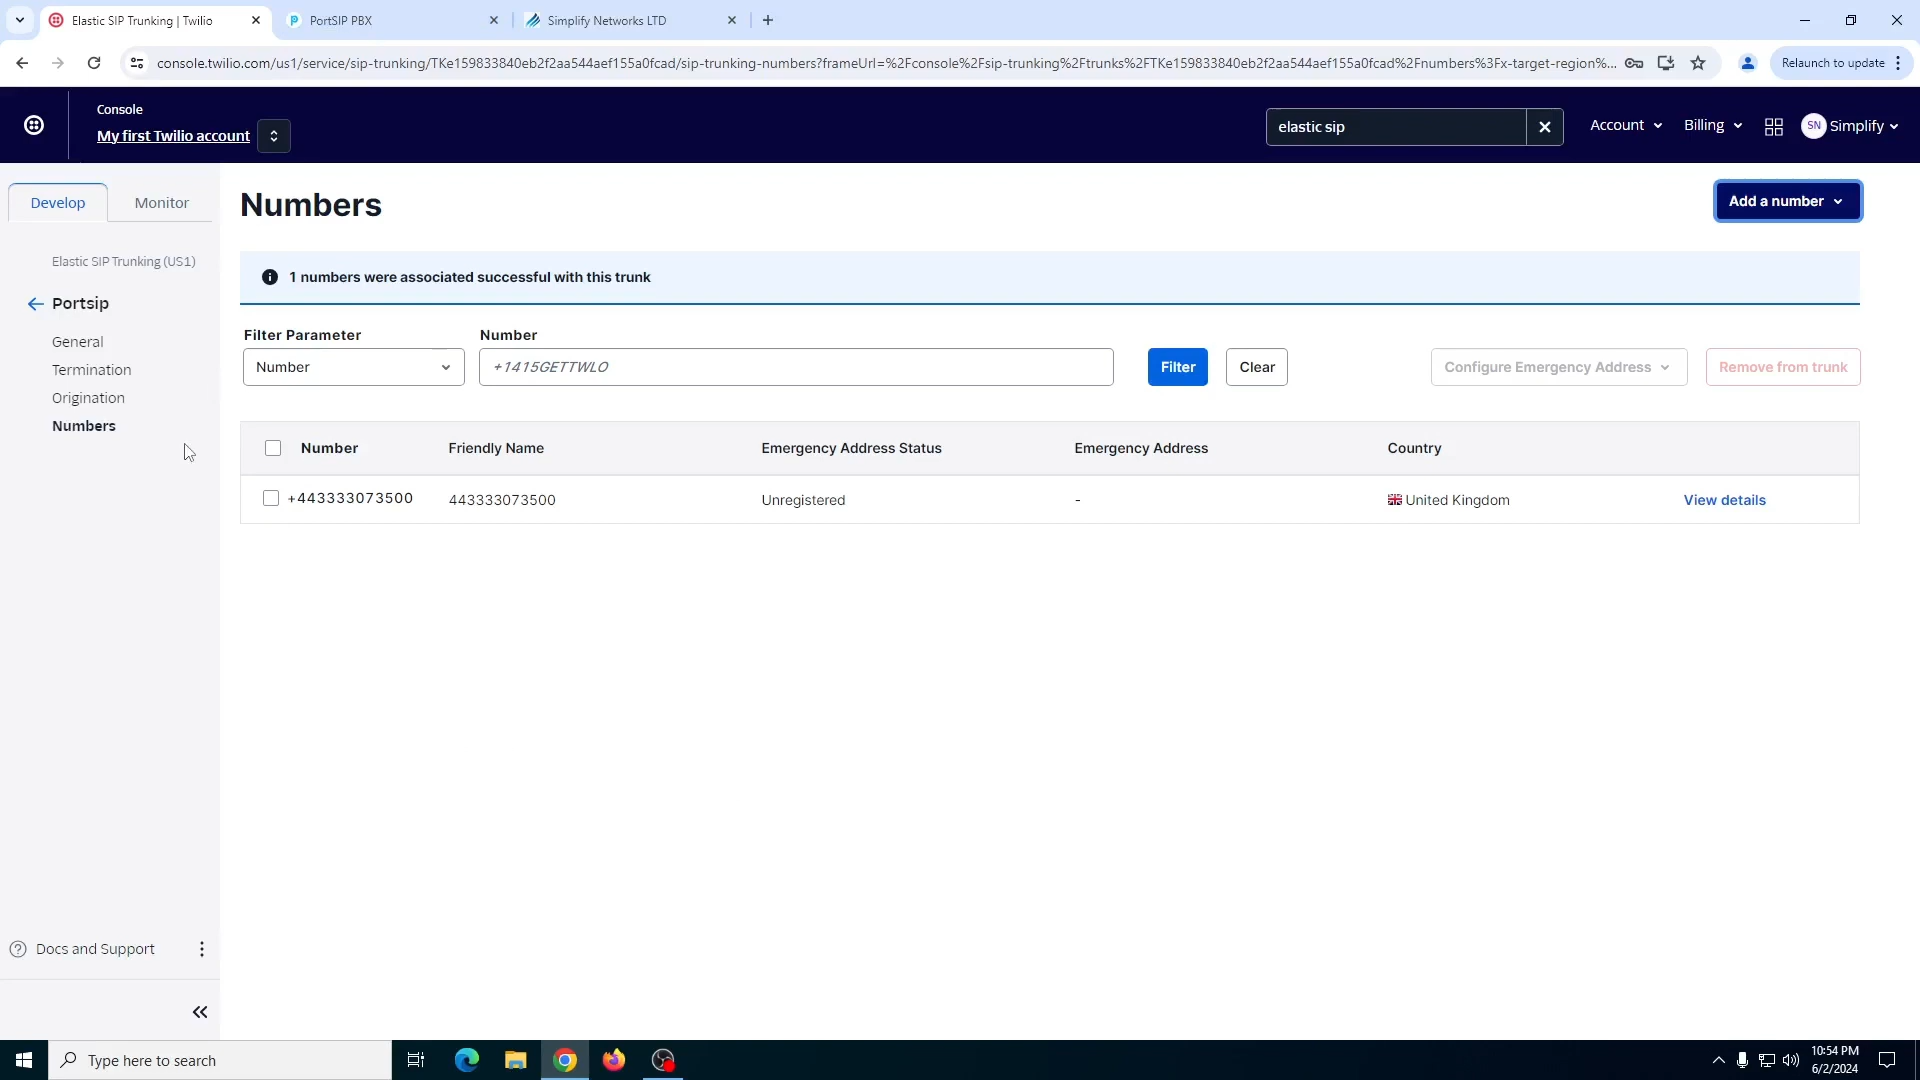 Elastic SIP Trunking | Twilio
PortSIP PBX
Simplify Networks LTD
console.twilio.com/us1/service/sip-trunking/TKe159833840eb2f2aa544aef155a0fcad/sip-trunking-numbers?frameUrl=%2Fconsole%2Fsip-trunking%2Ftrunks%2FTKe159833840eb2f2aa544aef155a0fcad%2Fnumbers%3Fx-target-region%...
Relaunch to update
Console
My first Twilio account
elastic sip
Account
Billing
SN
Simplify
Develop
Monitor
Numbers
Add a number
Elastic SIP Trunking (US1)
1 numbers were associated successful with this trunk
Portsip
General
Termination
Origination
Numbers
Filter Parameter
Number
Number
+1415GETTWLO
Filter
Clear
Configure Emergency Address
Remove from trunk
Number Friendly Name Emergency Address Status Emergency Address Country
+443333073500 443333073500 Unregistered - United Kingdom View details
Docs and Support
Type here to search
10:54 PM
6/2/2024